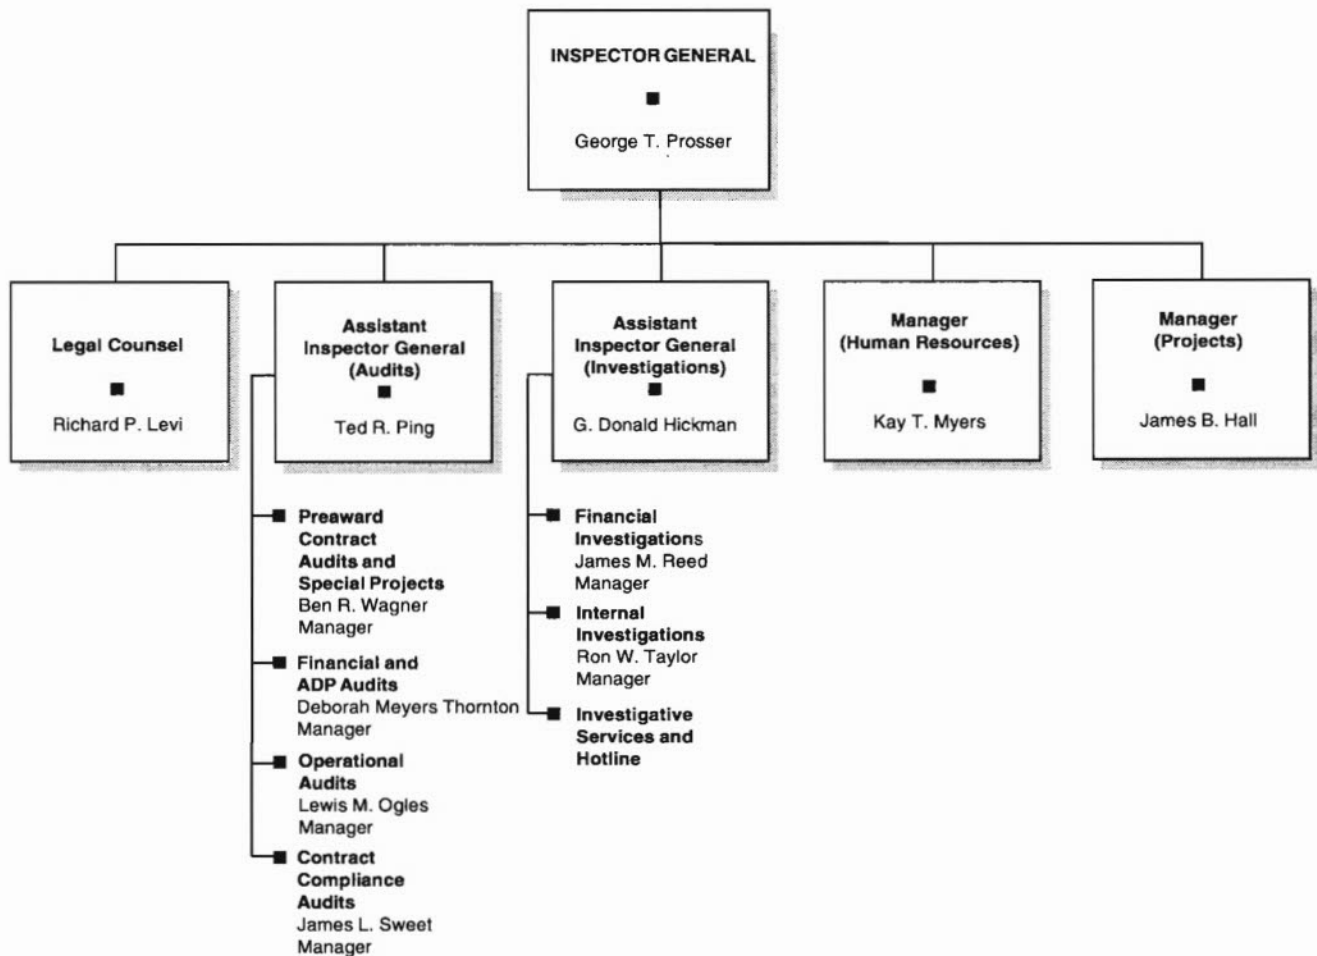 INSPECTOR GENERAL
George T. Prosser
Legal Counsel
Richard P. Levi
Assistant
Inspector General
(Audits)
Ted R. Ping
Assistant
Inspector General
(Investigations)
G. Donald Hickman
Manager
(Human Resources)
Kay T. Myers
Manager
(Projects)
James B. Hall
Preaward
Contract
Audits and
Special Projects
Ben R. Wagner
Manager
Financial and
ADP Audits
Deborah Meyers Thornton
Manager
Operational
Audits
Lewis M. Ogles
Manager
Contract
Compliance
Audits
James L. Sweet
Manager
Financial
Investigations
James M. Reed
Manager
Internal
Investigations
Ron W. Taylor
Manager
Investigative
Services and
Hotline